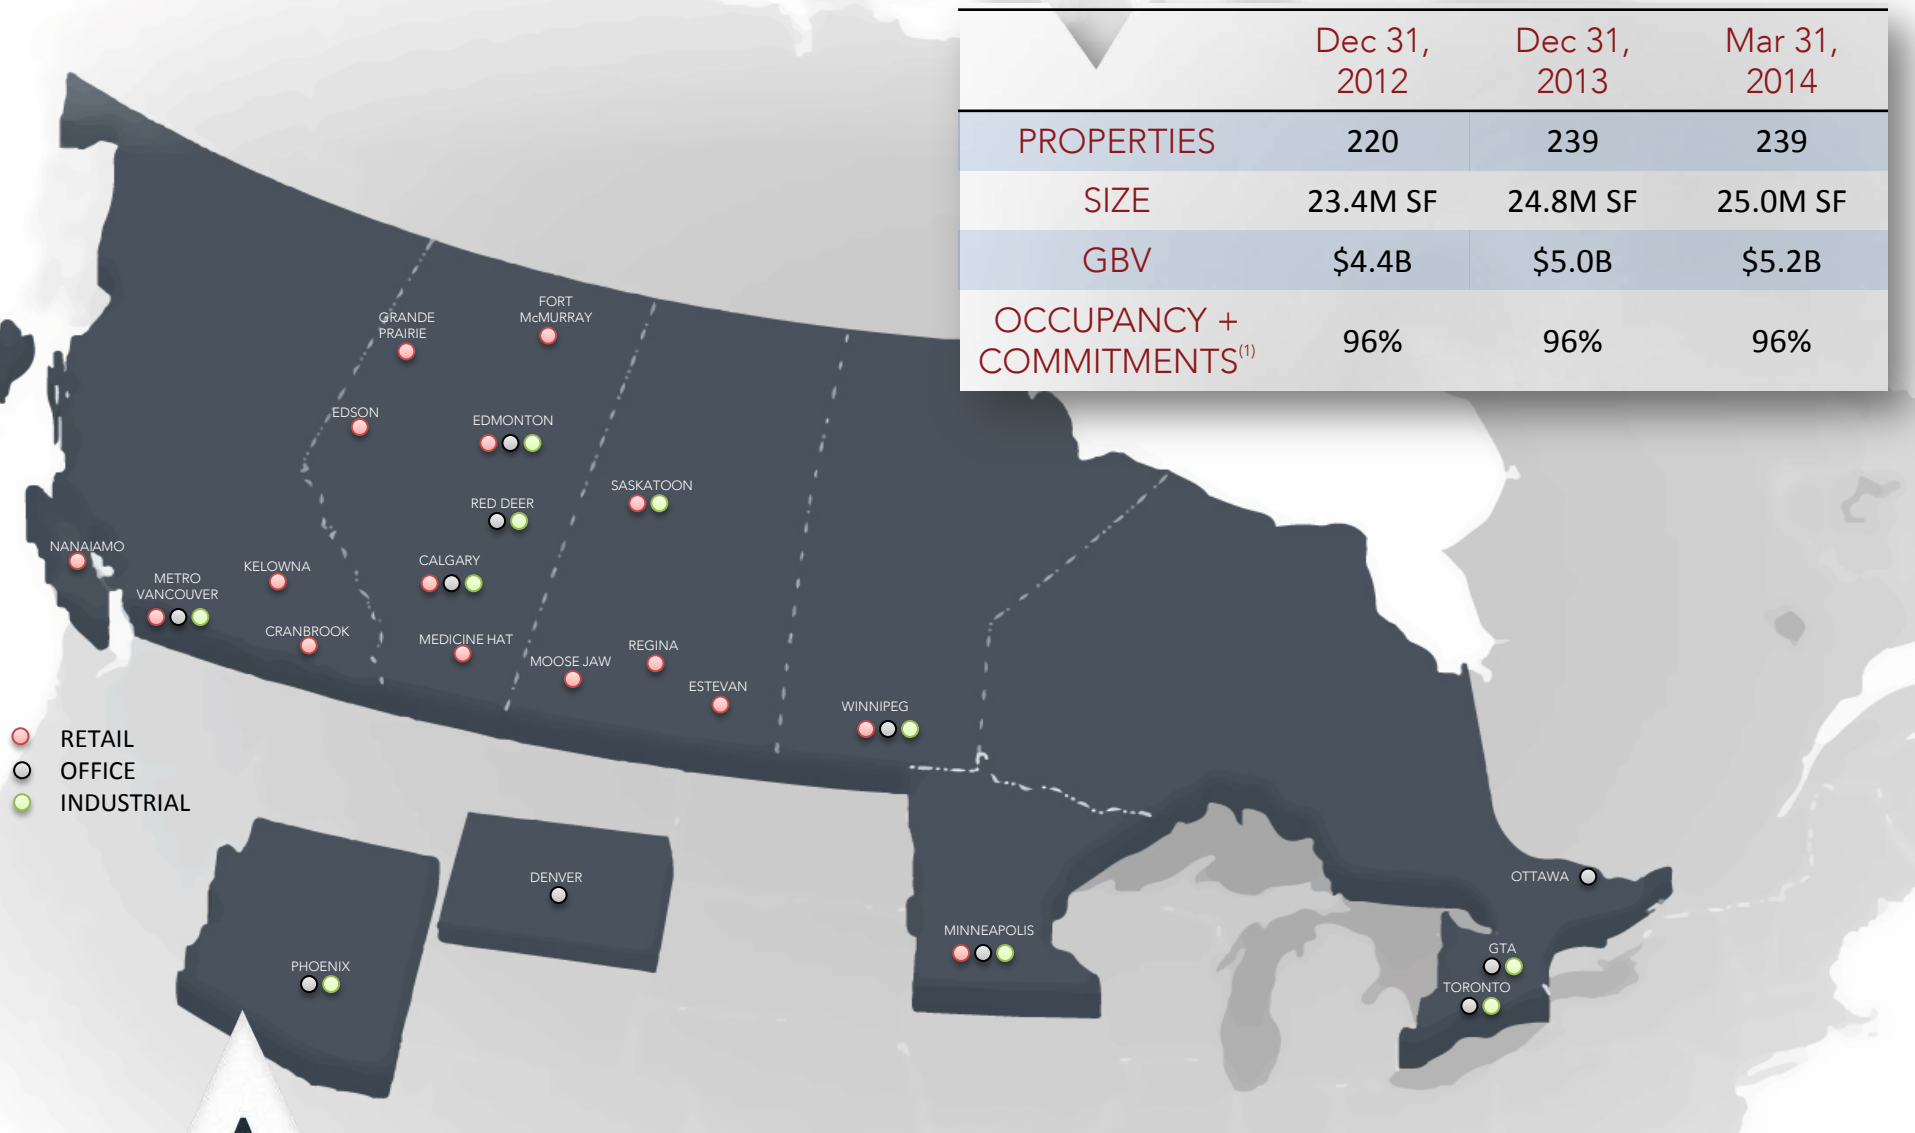 Dec 31, 2012 Dec 31, 2013 Mar 31, 2014
PROPERTIES 220 239 239
SIZE 23.4M SF 24.8M SF 25.0M SF
GBV $4.4B $5.0B $5.2B
OCCUPANCY +
COMMITMENTS(1) 96% 96% 96%
FORT
McMURRAY
GRANDE
PRAIRIE
EDSON
EDMONTON
SASKATOON
RED DEER
NANAIAMO
METRO
VANCOUVER
KELOWNA
CALGARY
CRANBROOK
MEDICINE HAT
MOOSE JAW
REGINA
ESTEVAN
WINNIPEG
RETAIL
OFFICE
INDUSTRIAL
DENVER
OTTAWA
MINNEAPOLIS
GTA
PHOENIX
TORONTO